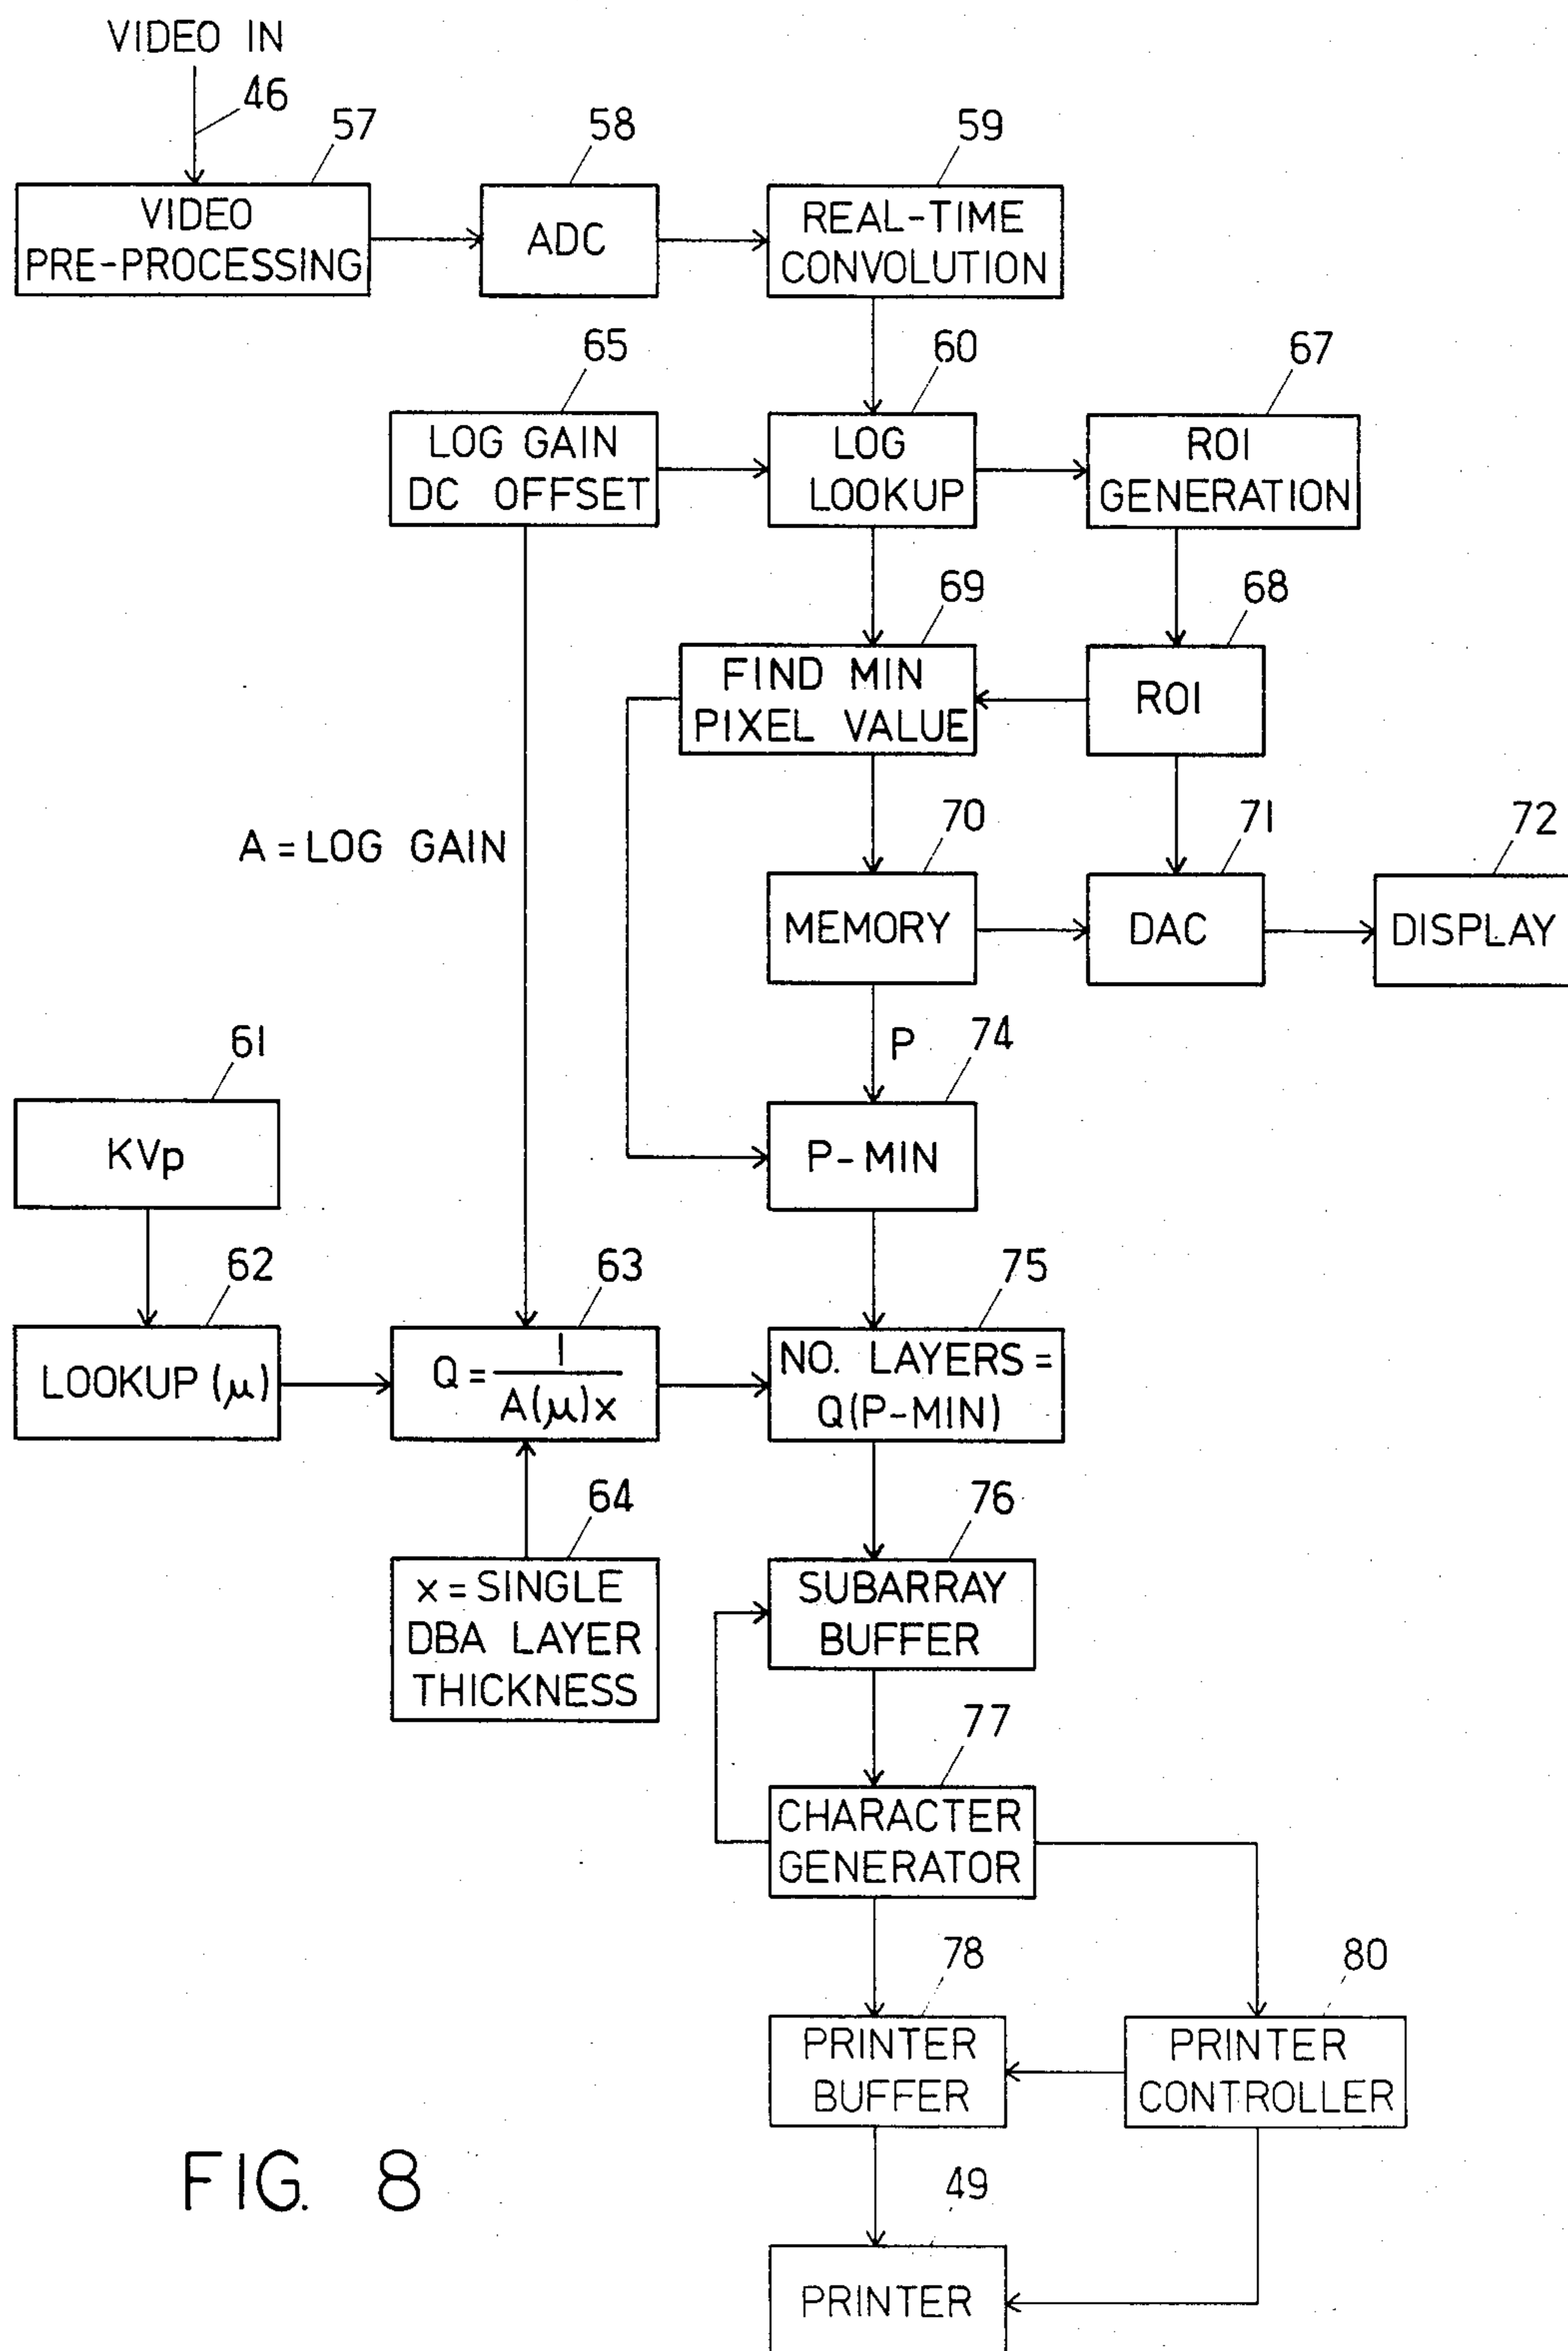 VIDEO IN
46
57
58
59
VIDEO
PRE-PROCESSING
ADC
REAL-TIME
CONVOLUTION
65
60
67
LOG GAIN
DC OFFSET
LOG
LOOKUP
ROI
GENERATION
69
68
FIND MIN
PIXEL VALUE
ROI
A = LOG GAIN
70
71
72
MEMORY
DAC
DISPLAY
P
74
61
KVp
P-MIN
62
63
75
LOOKUP (μ)
Q = 1
A(μ)x
NO. LAYERS =
Q(P-MIN)
64
76
x = SINGLE
DBA LAYER
THICKNESS
SUBARRAY
BUFFER
77
CHARACTER
GENERATOR
78
80
PRINTER
BUFFER
PRINTER
CONTROLLER
FIG. 8
49
PRINTER